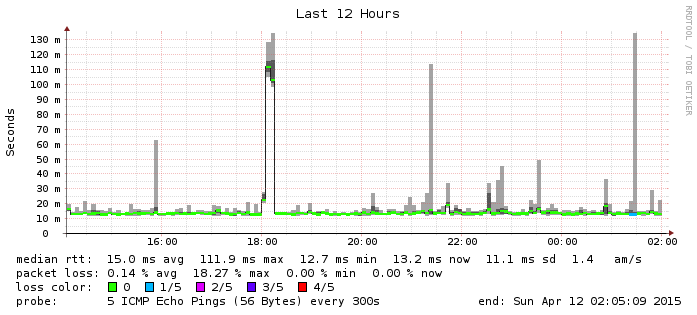 Last 12 Hours
RRDTOOL / TOBI OETIKER
Seconds
130 m
120 m
110 m
100 m
90 m
80 m
70 m
60 m
50 m
40 m
30 m
20 m
10 m
0
16:00 18:00 20:00 22:00 00:00 02:00
median rtt: 15.0 ms avg 111.9 ms max 12.7 ms min 13.2 ms now 11.1 ms sd 1.4 am/s
packet loss: 0.14 % avg 18.27 % max 0.00 % min 0.00 % now
loss color: 0 1/5 2/5 3/5 4/5
probe: 5 ICMP Echo Pings (56 Bytes) every 300s end: Sun Apr 12 02:05:09 2015